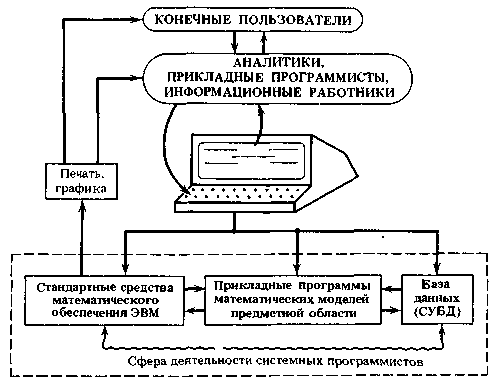 КОНЕЧНЫЕ ПОЛЬЗОВАТЕЛИ
АНАЛИТИКИ,
ПРИКЛАДНЫЕ ПРОГРАММИСТЫ,
ИНФОРМАЦИОННЫЕ РАБОТНИКИ
Печать,
графика
Стандартные средства
математического
обеспечения ЭВМ
Прикладные программы
математических моделей
предметной области
База
данных
(СУБД)
Сфера деятельности системных программистов